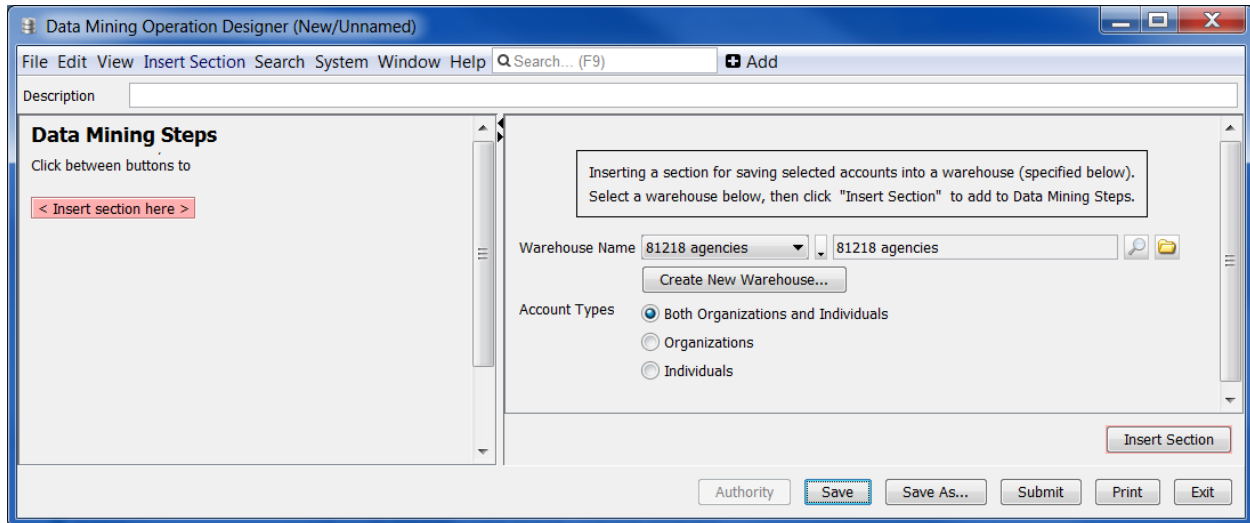 Data Mining Operation Designer (New/Unnamed)
File Edit View Insert Section Search System Window Help Search... (F9) Add
Description
Data Mining Steps
Click between buttons to
< Insert section here >
Inserting a section for saving selected accounts into a warehouse (specified below).
Select a warehouse below, then click "Insert Section" to add to Data Mining Steps.
Warehouse Name 81218 agencies 81218 agencies
Create New Warehouse...
Account Types Both Organizations and Individuals
Organizations
Individuals
Insert Section
Authority Save Save As... Submit Print Exit